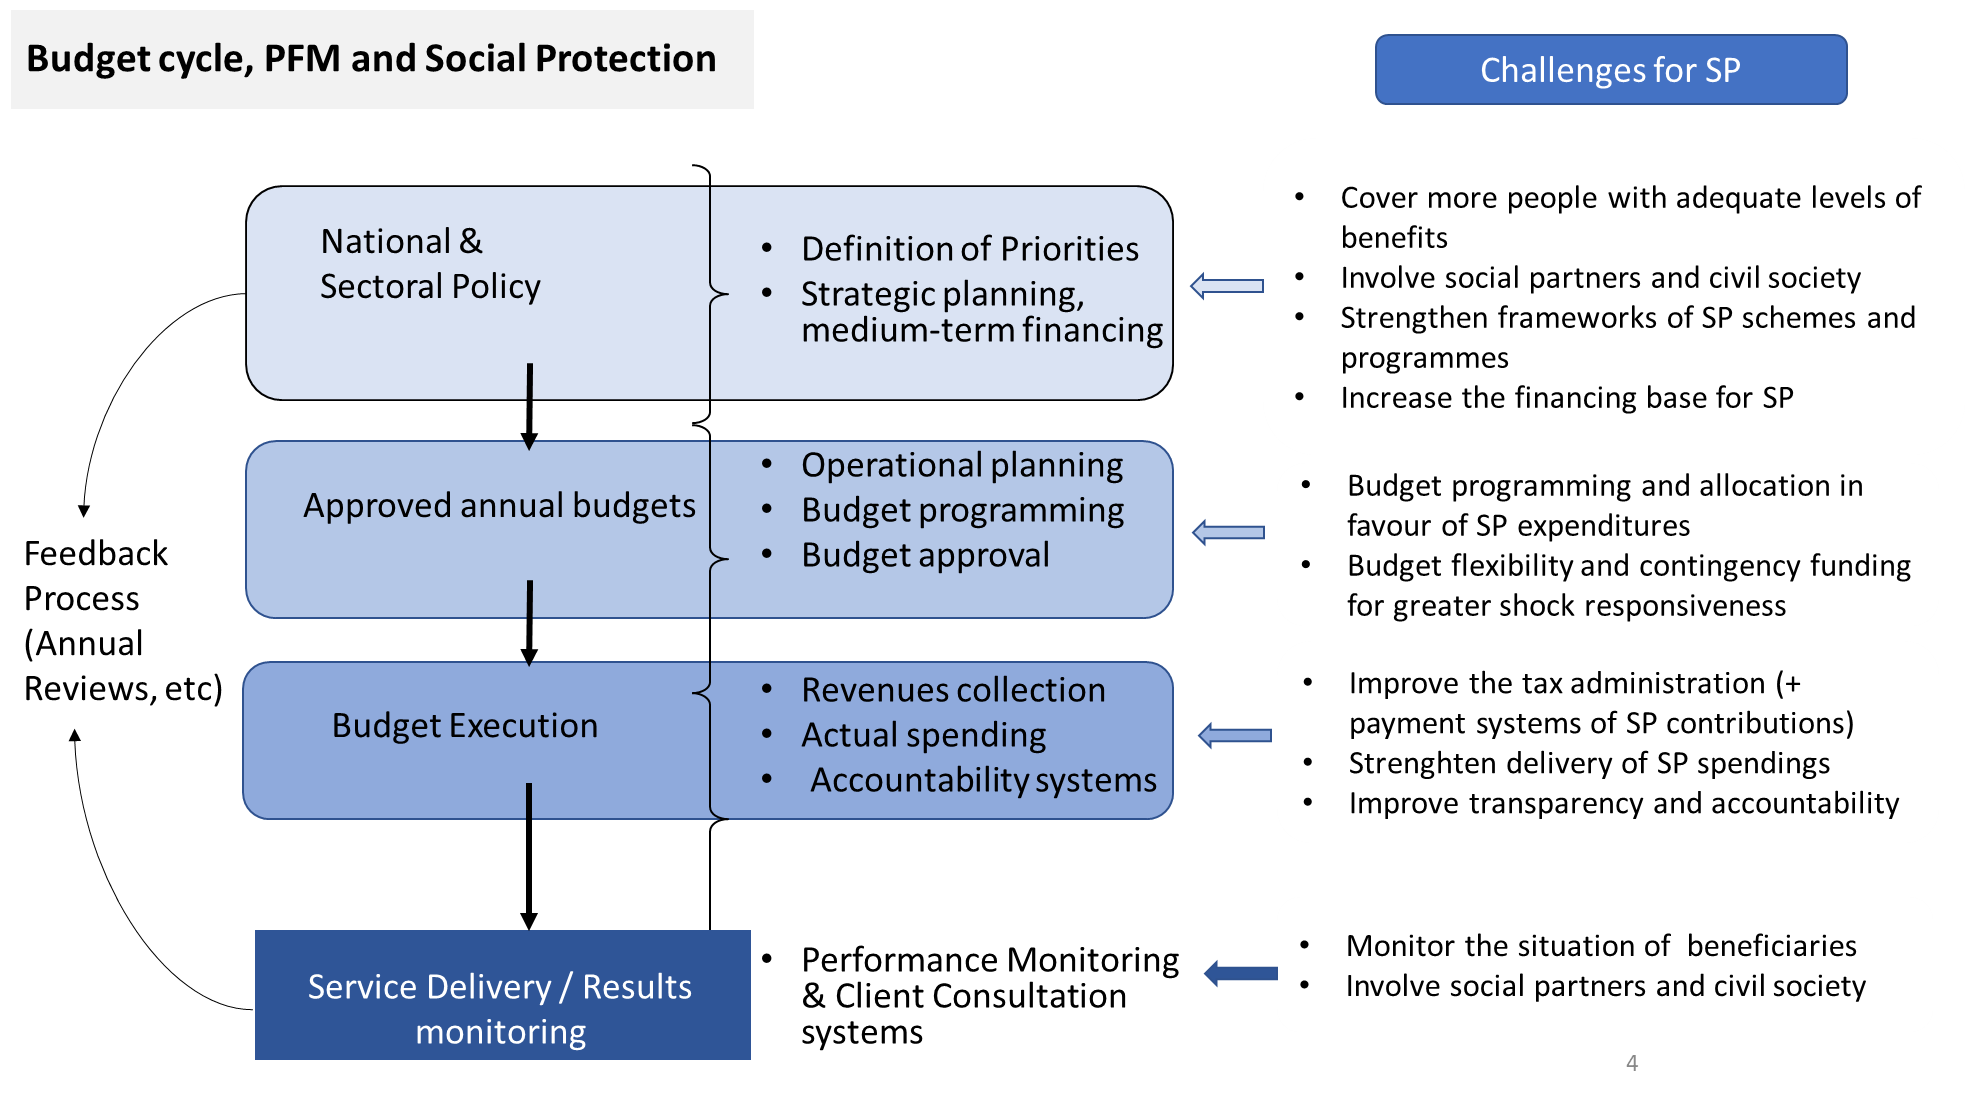 Budget cycle, PFM and Social Protection
Challenges for SP
National &
Sectoral Policy
• Definition of Priorities
• Strategic planning,
medium-term financing
• Cover more people with adequate levels of
benefits
• Involve social partners and civil society
• Strengthen frameworks of SP schemes and
programmes
• Increase the financing base for SP
Approved annual budgets
• Operational planning
• Budget programming
• Budget approval
• Budget programming and allocation in
favour of SP expenditures
• Budget flexibility and contingency funding
for greater shock responsiveness
Feedback
Process
(Annual
Reviews, etc)
Budget Execution
• Revenues collection
• Actual spending
• Accountability systems
• Improve the tax administration (+
payment systems of SP contributions)
• Strenghten delivery of SP spendings
• Improve transparency and accountability
Service Delivery / Results
monitoring
• Performance Monitoring
& Client Consultation
systems
• Monitor the situation of  beneficiaries
• Involve social partners and civil society
4